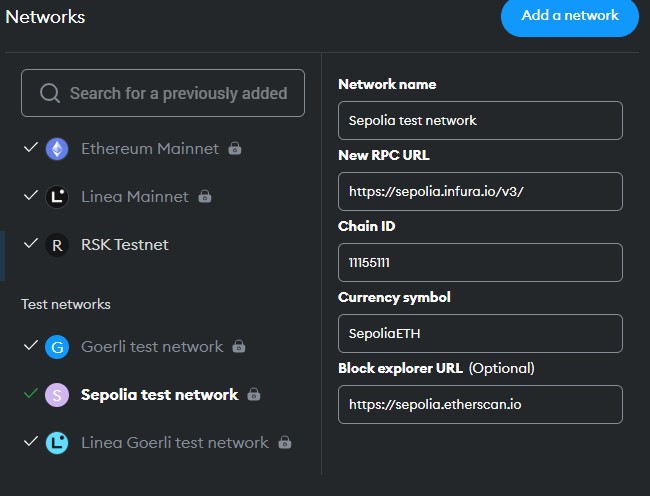 Networks
Add a network
Search for a previously added
Ethereum Mainnet
L Linea Mainnet
R RSK Testnet
Test networks
G Goerli test network
S Sepolia test network
L Linea Goerli test network
Network name
Sepolia test network
New RPC URL
https://sepolia.infura.io/v3/
Chain ID
11155111
Currency symbol
SepoliaETH
Block explorer URL (Optional)
https://sepolia.etherscan.io